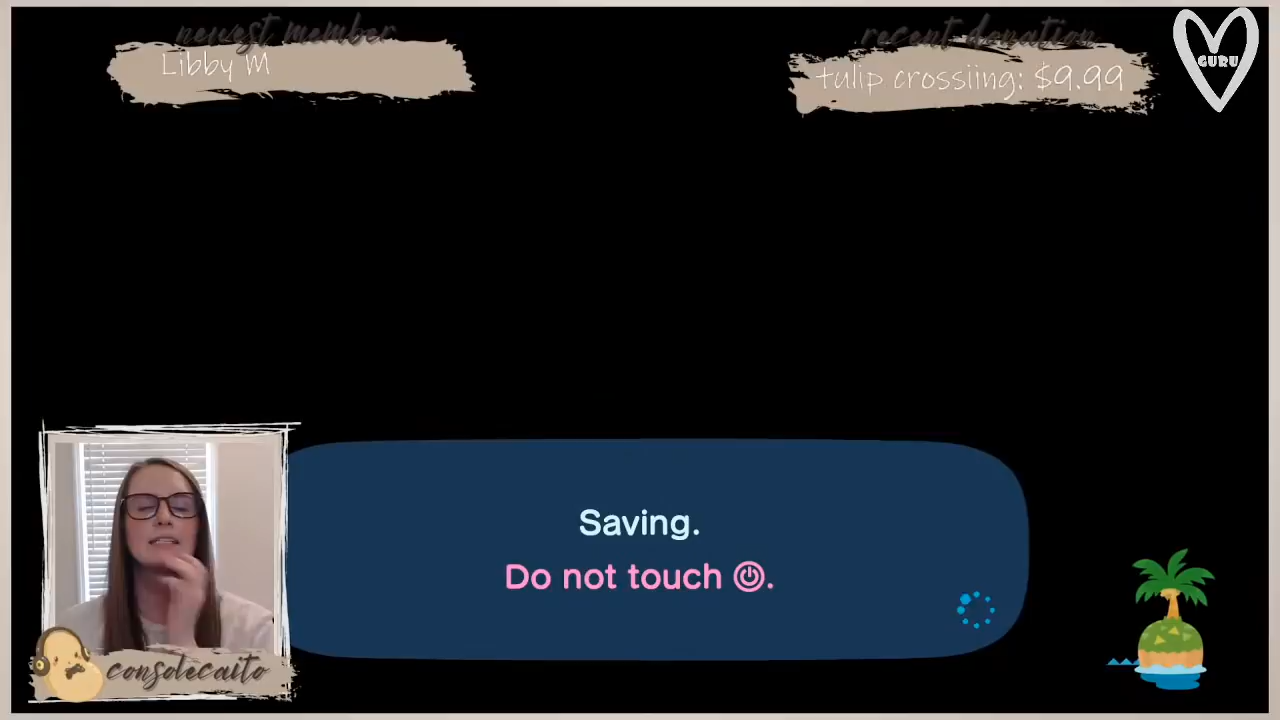 newest member
Libby M
recent donation
tulip crossiing: $9.99
GURU
Saving.
Do not touch ⏻.
consolecaito